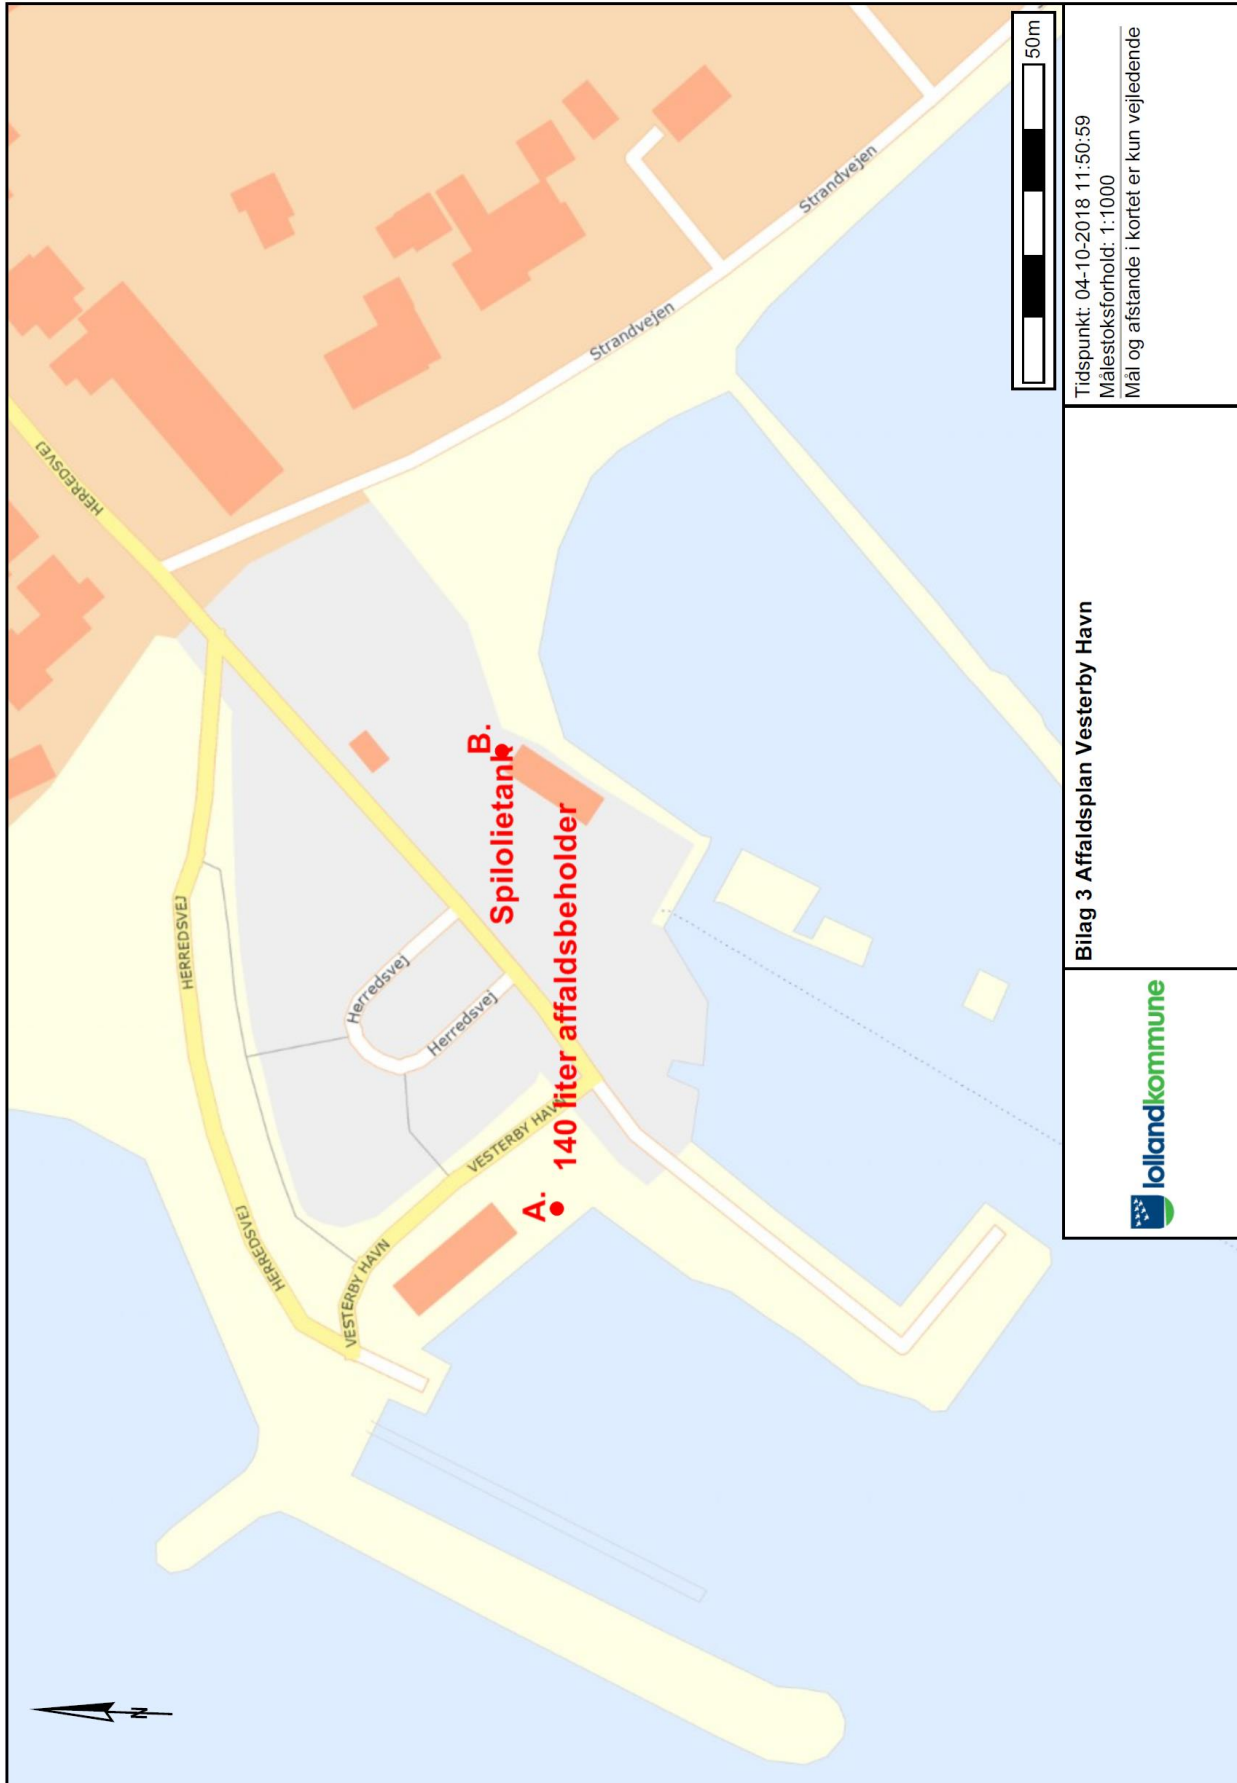 N
HERREDSVEJ
HERREDSVEJ
HERREDSVEJ
VESTERBY HAVN
Herredsvej
Herredsvej
VESTERBY HAVN
B.
Spilolietank
A.
140 liter affaldsbeholder
Strandvejen
Strandvejen
50m
lollandkommune
Bilag 3 Affaldsplan Vesterby Havn
Tidspunkt: 04-10-2018 11:50:59
Målestoksforhold: 1:1000
Mål og afstande i kortet er kun vejledende